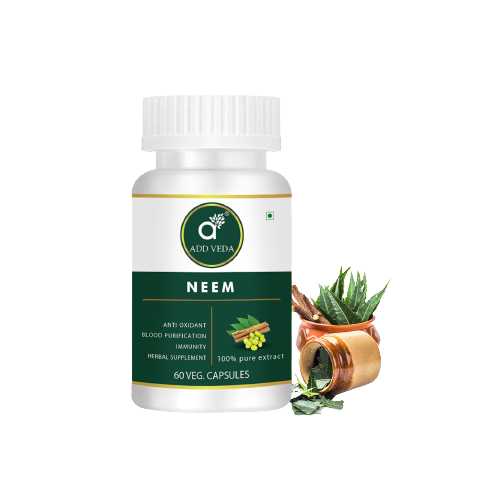 ®
a
ADD VEDA
NEEM
ANTI OXIDANT
BLOOD PURIFICATION
IMMUNITY
HERBAL SUPPLEMENT
100% pure extract
60 VEG. CAPSULES